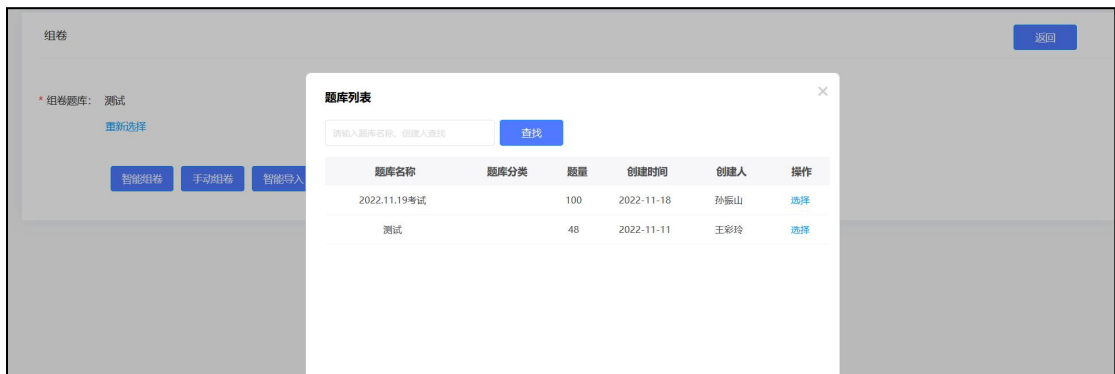 组卷
返回
* 组卷题库： 测试
重新选择
智能组卷 手动组卷 智能导入
题库列表
请输入题库名称、创建人查找 查找
题库名称 题库分类 题量 创建时间 创建人 操作
2022.11.19考试 100 2022-11-18 孙振山 选择
测试 48 2022-11-11 王彩玲 选择